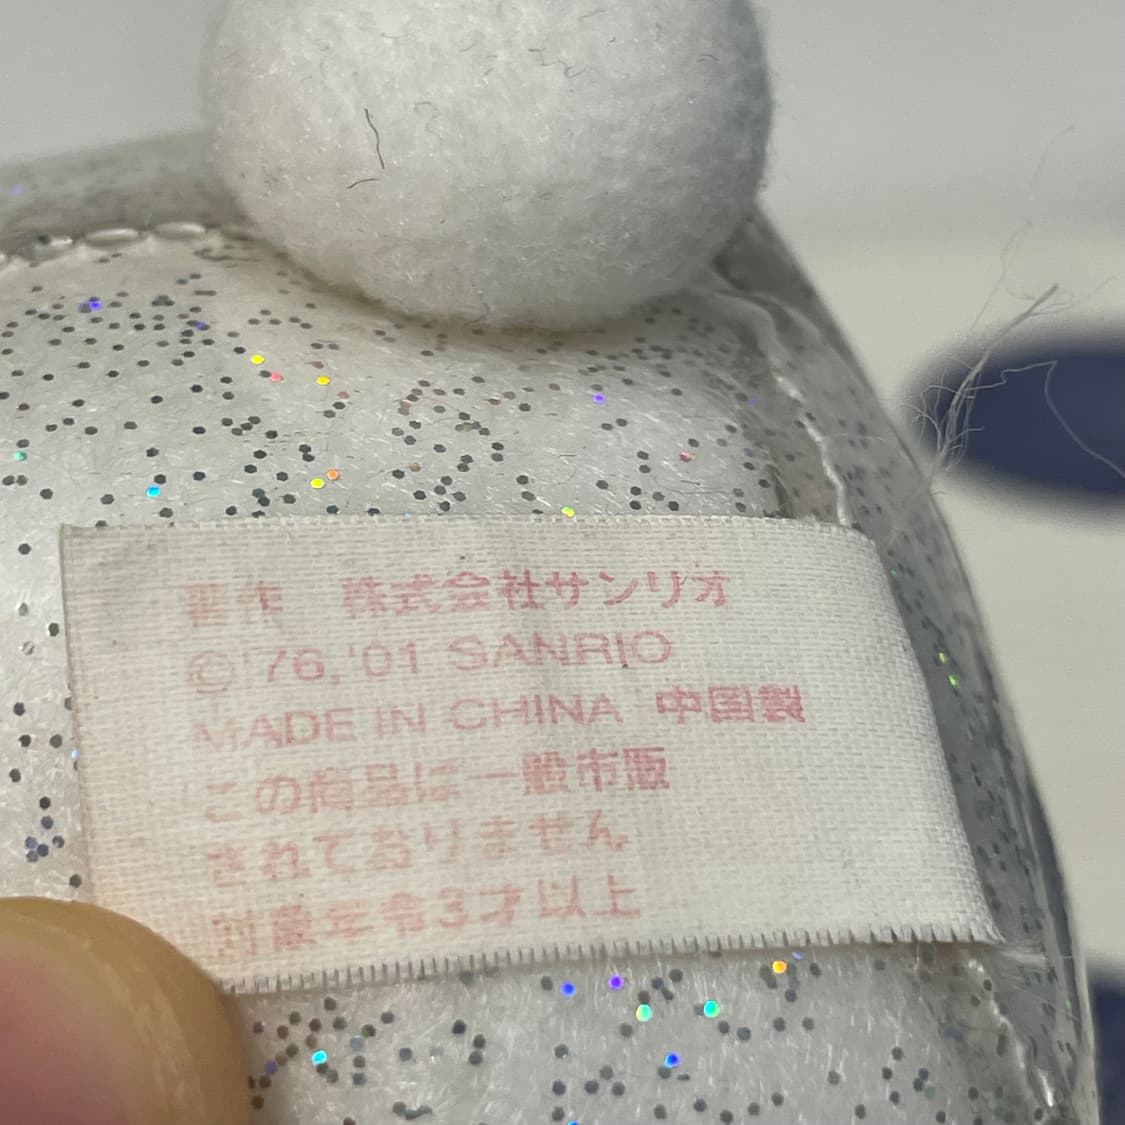 著作　株式会社サンリオ
© '76,'01 SANRIO
MADE IN CHINA 中国製
この商品は一般市販
されておりません
対象年令3才以上